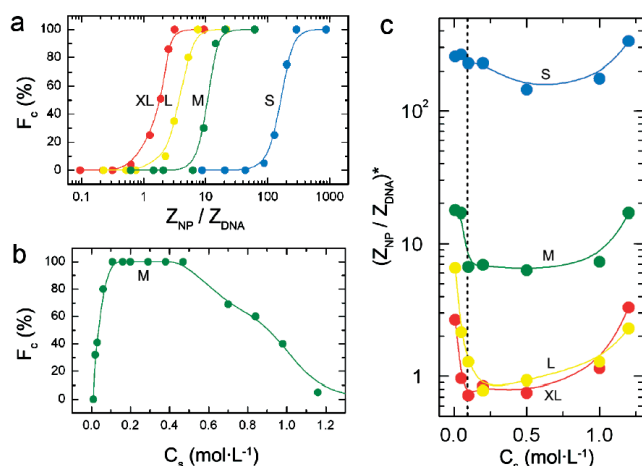 a
F_c (%)
100
80
60
40
20
0
XL
L
M
S
0.1 1 10 100 1000
Z_NP / Z_DNA
b
F_c (%)
100
80
60
40
20
0
M
0.0 0.2 0.4 0.6 0.8 1.0 1.2
C_s (mol·L⁻¹)
c
(Z_NP / Z_DNA)*
10²
10
1
S
M
L
XL
0.0 0.5 1.0
C_s (mol·L⁻¹)